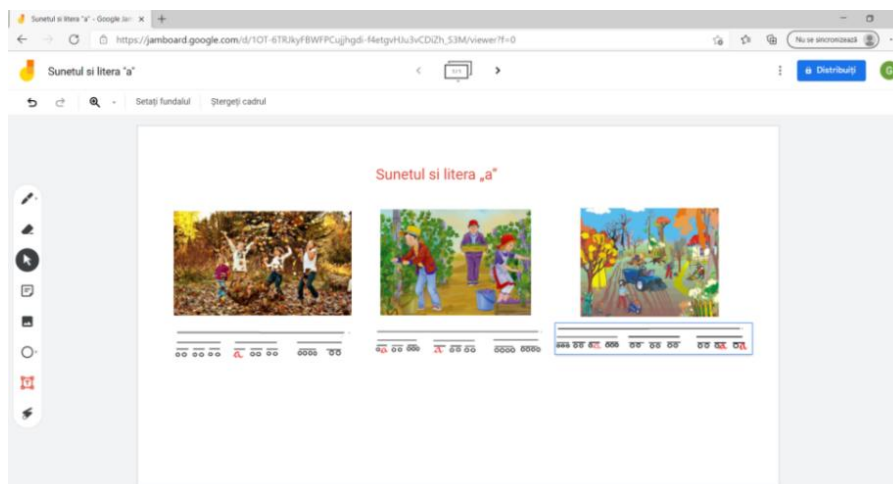 Sunetul si litera "a" - Google Jam
https://jamboard.google.com/d/1OT-6TRJkyFBWFPCujjhgdi-f4etgvHJu3vCDiZh_S3M/viewer?f=0
Nu se sincronizează
Sunetul si litera "a"
Distribuiți
G
Setați fundalul Ștergeți cadrul
Sunetul si litera „a”
a a a a a a